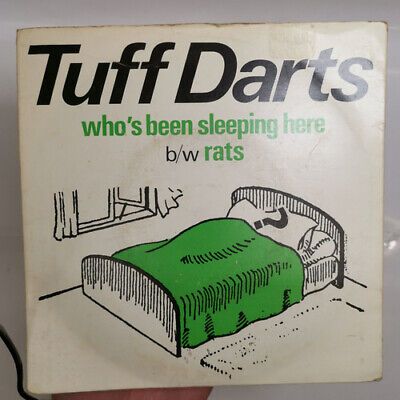 Tuff Darts
who's been sleeping here
b/w rats
?